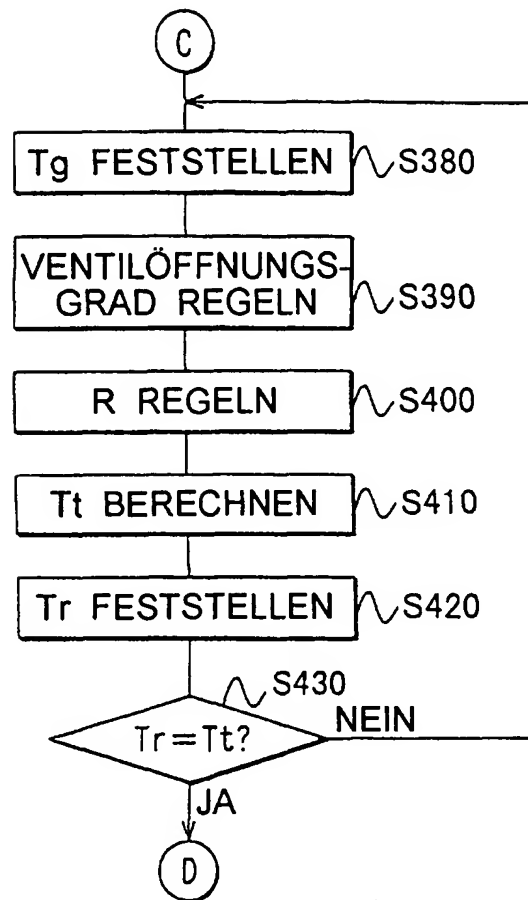 C
Tg FESTSTELLEN
S380
VENTILÖFFNUNGS-
GRAD REGELN
S390
R REGELN
S400
Tt BERECHNEN
S410
Tr FESTSTELLEN
S420
S430
Tr=Tt?
NEIN
JA
D